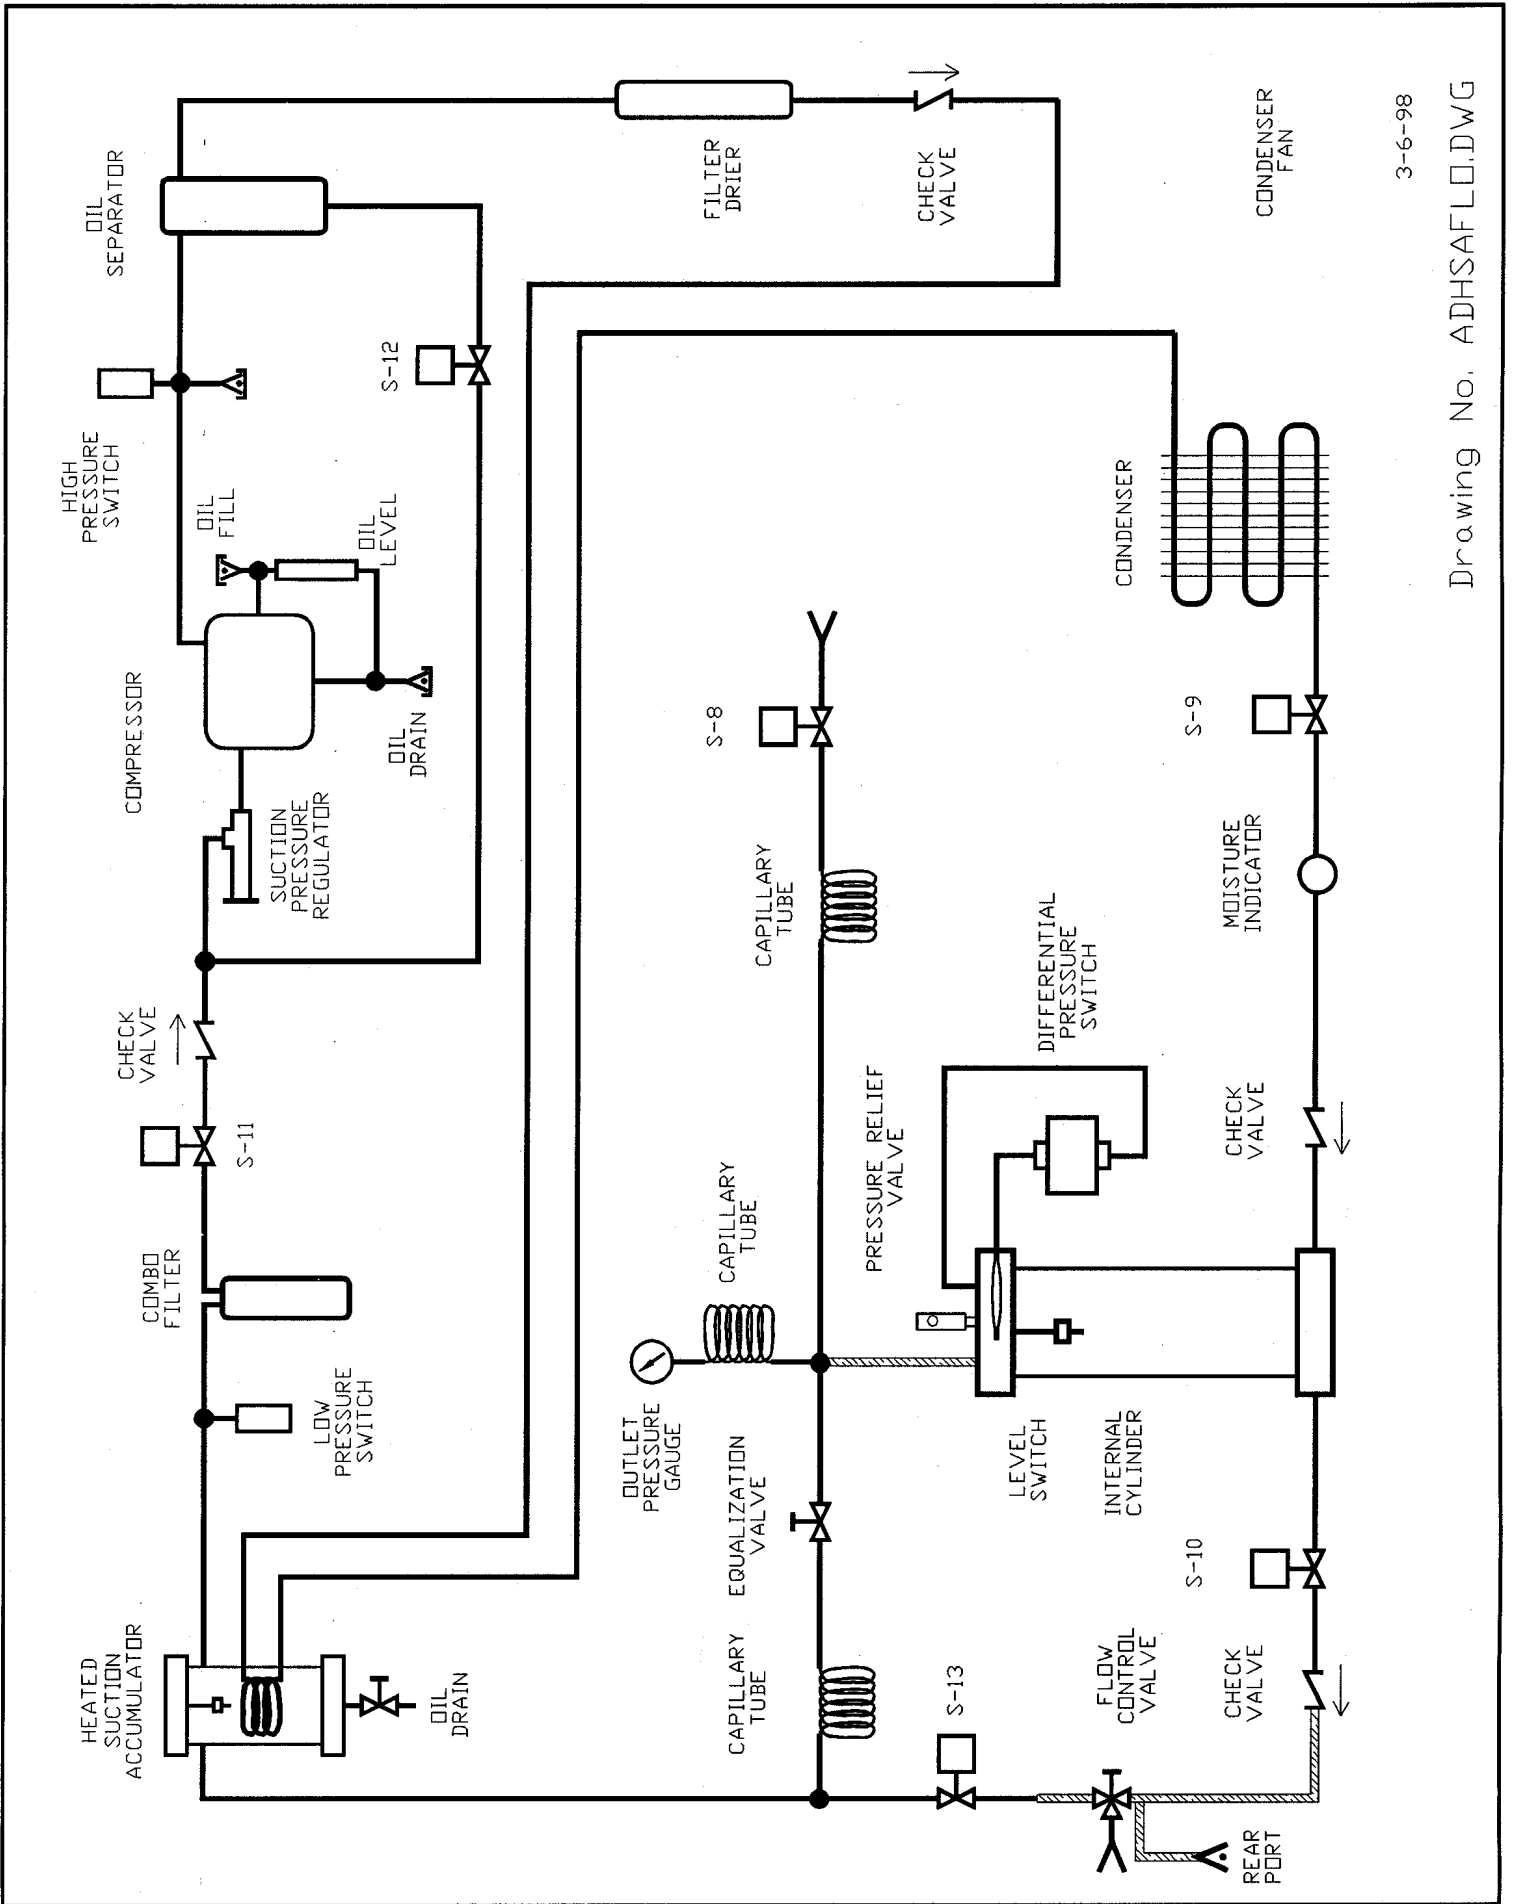 HEATED
SUCTION
ACCUMULATOR
OIL
DRAIN
LOW
PRESSURE
SWITCH
COMBO
FILTER
S-11
CHECK
VALVE
SUCTION
PRESSURE
REGULATOR
COMPRESSOR
OIL
DRAIN
OIL
FILL
OIL
LEVEL
HIGH
PRESSURE
SWITCH
S-12
OIL
SEPARATOR
FILTER
DRIER
CHECK
VALVE
CAPILLARY
TUBE
EQUALIZATION
VALVE
OUTLET
PRESSURE
GAUGE
CAPILLARY
TUBE
CAPILLARY
TUBE
S-8
S-13
FLOW
CONTROL
VALVE
REAR
PORT
CHECK
VALVE
S-10
LEVEL
SWITCH
INTERNAL
CYLINDER
PRESSURE RELIEF
VALVE
DIFFERENTIAL
PRESSURE
SWITCH
CHECK
VALVE
MOISTURE
INDICATOR
S-9
CONDENSER
CONDENSER
FAN
3-6-98
Drawing No. ADHSAFLO.DWG